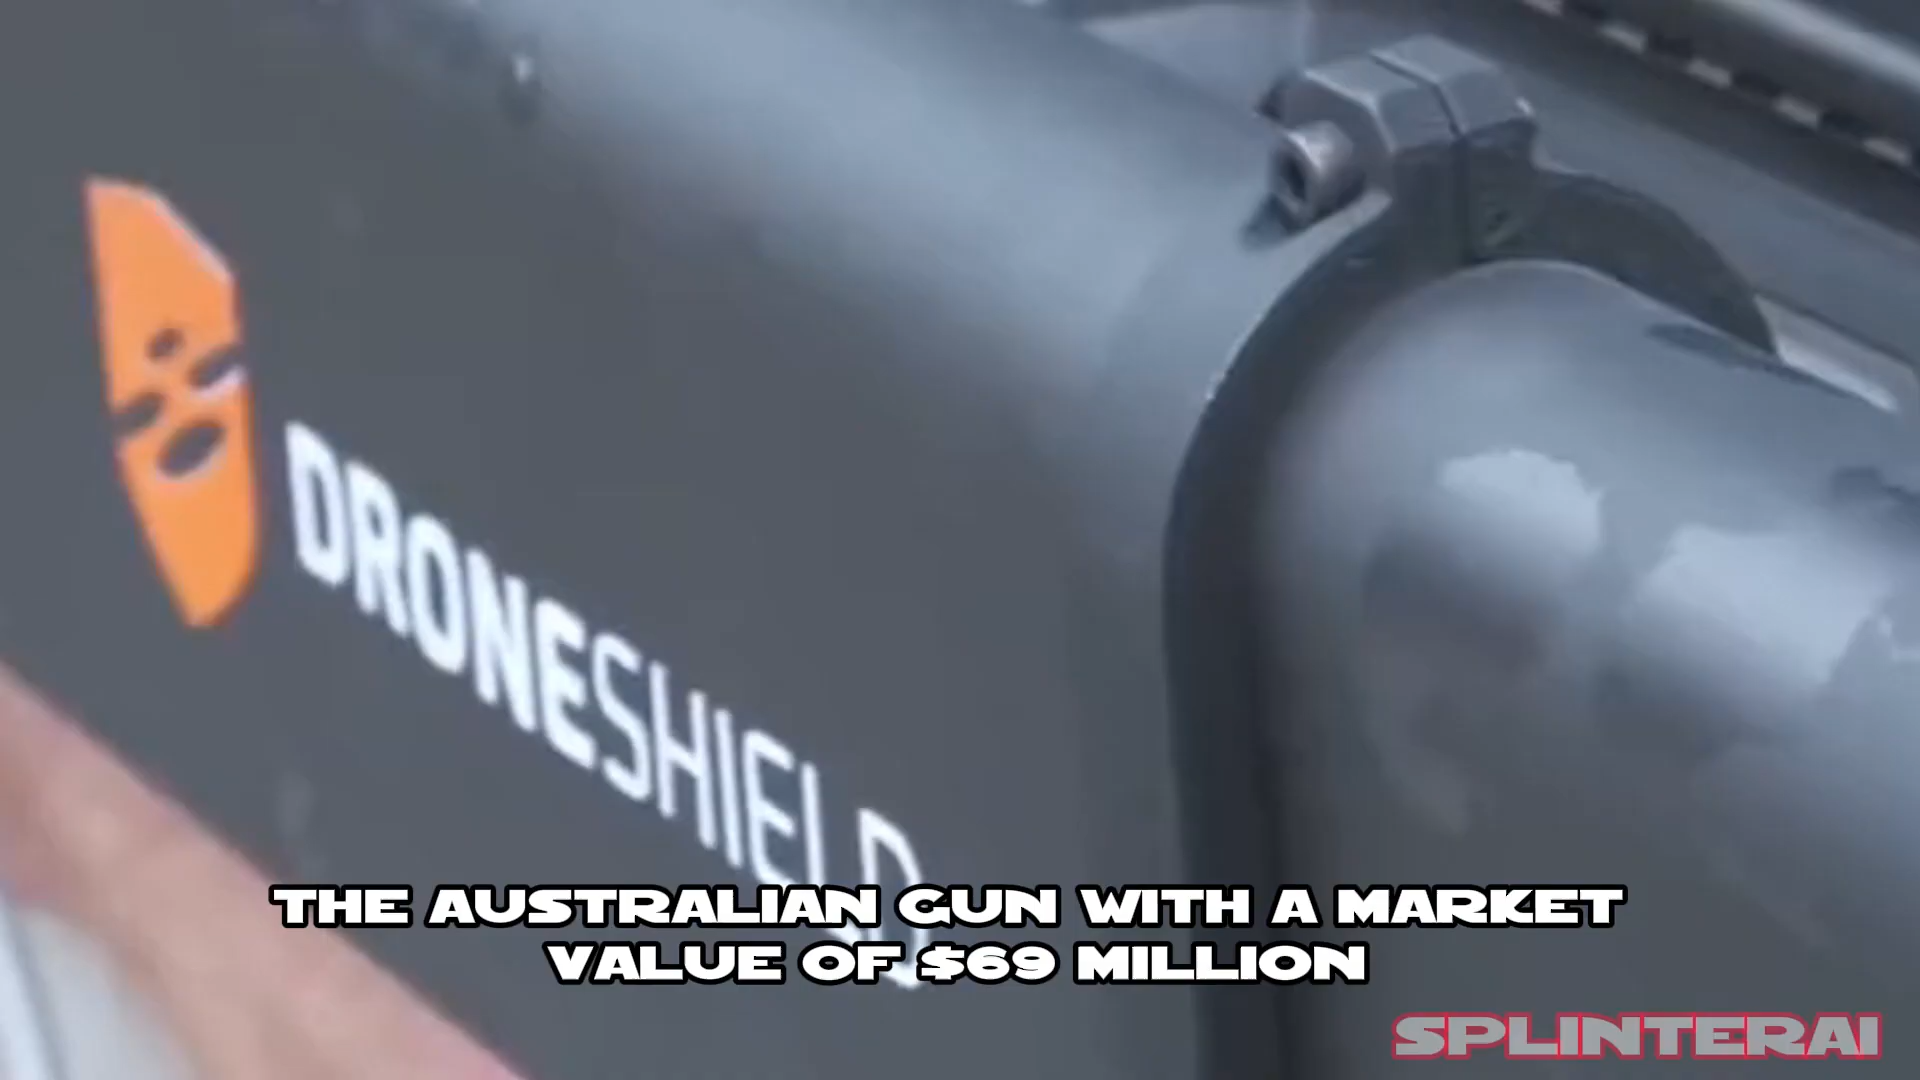 DRONESHIELD
THE AUSTRALIAN GUN WITH A MARKET
VALUE OF $69 MILLION
SPLINTERAI